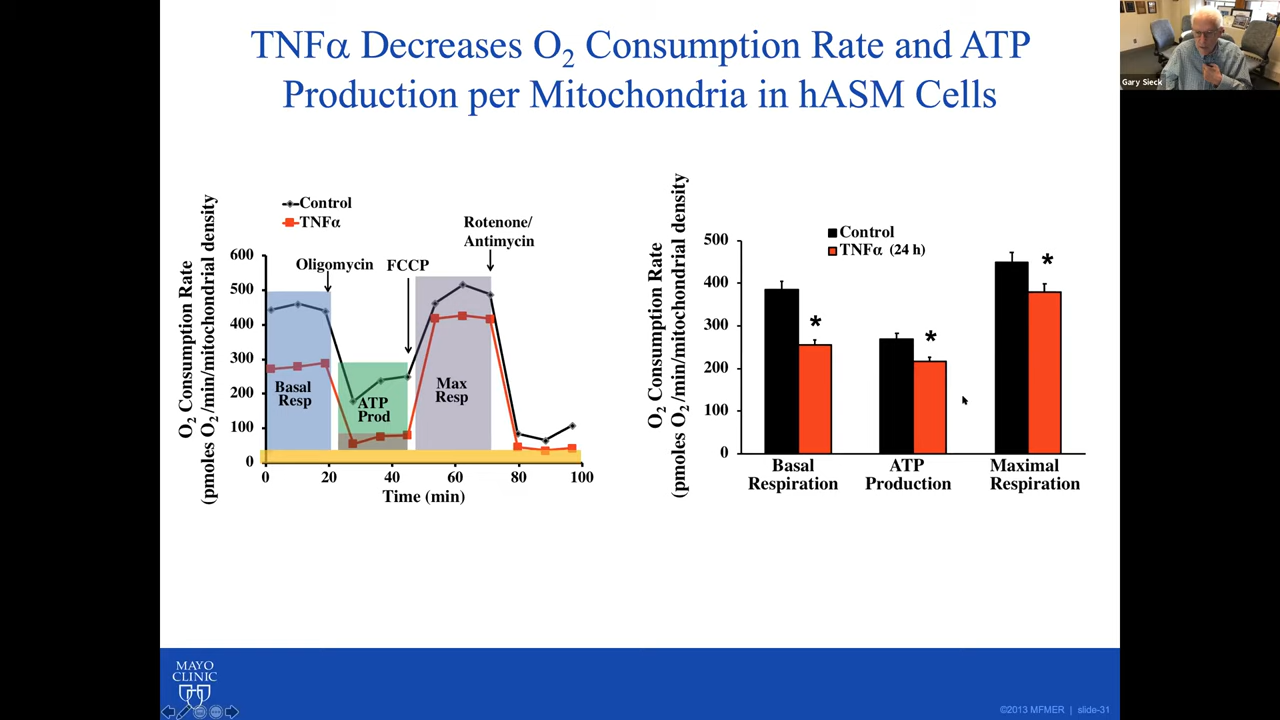 TNFα Decreases O₂ Consumption Rate and ATP
Production per Mitochondria in hASM Cells
Gary Sieck
Control
TNFα
Rotenone/
Antimycin
Oligomycin
FCCP
O₂ Consumption Rate
(pmoles O₂/min/mitochondrial density)
600
500
400
300
200
100
0
Basal
Resp
ATP
Prod
Max
Resp
0 20 40 60 80 100
Time (min)
Control
TNFα (24 h)
O₂ Consumption Rate
(pmoles O₂/min/mitochondrial density)
500
400
300
200
100
0
*
*
*
Basal
Respiration
ATP
Production
Maximal
Respiration
MAYO
CLINIC
©2013 MFMER | slide-31